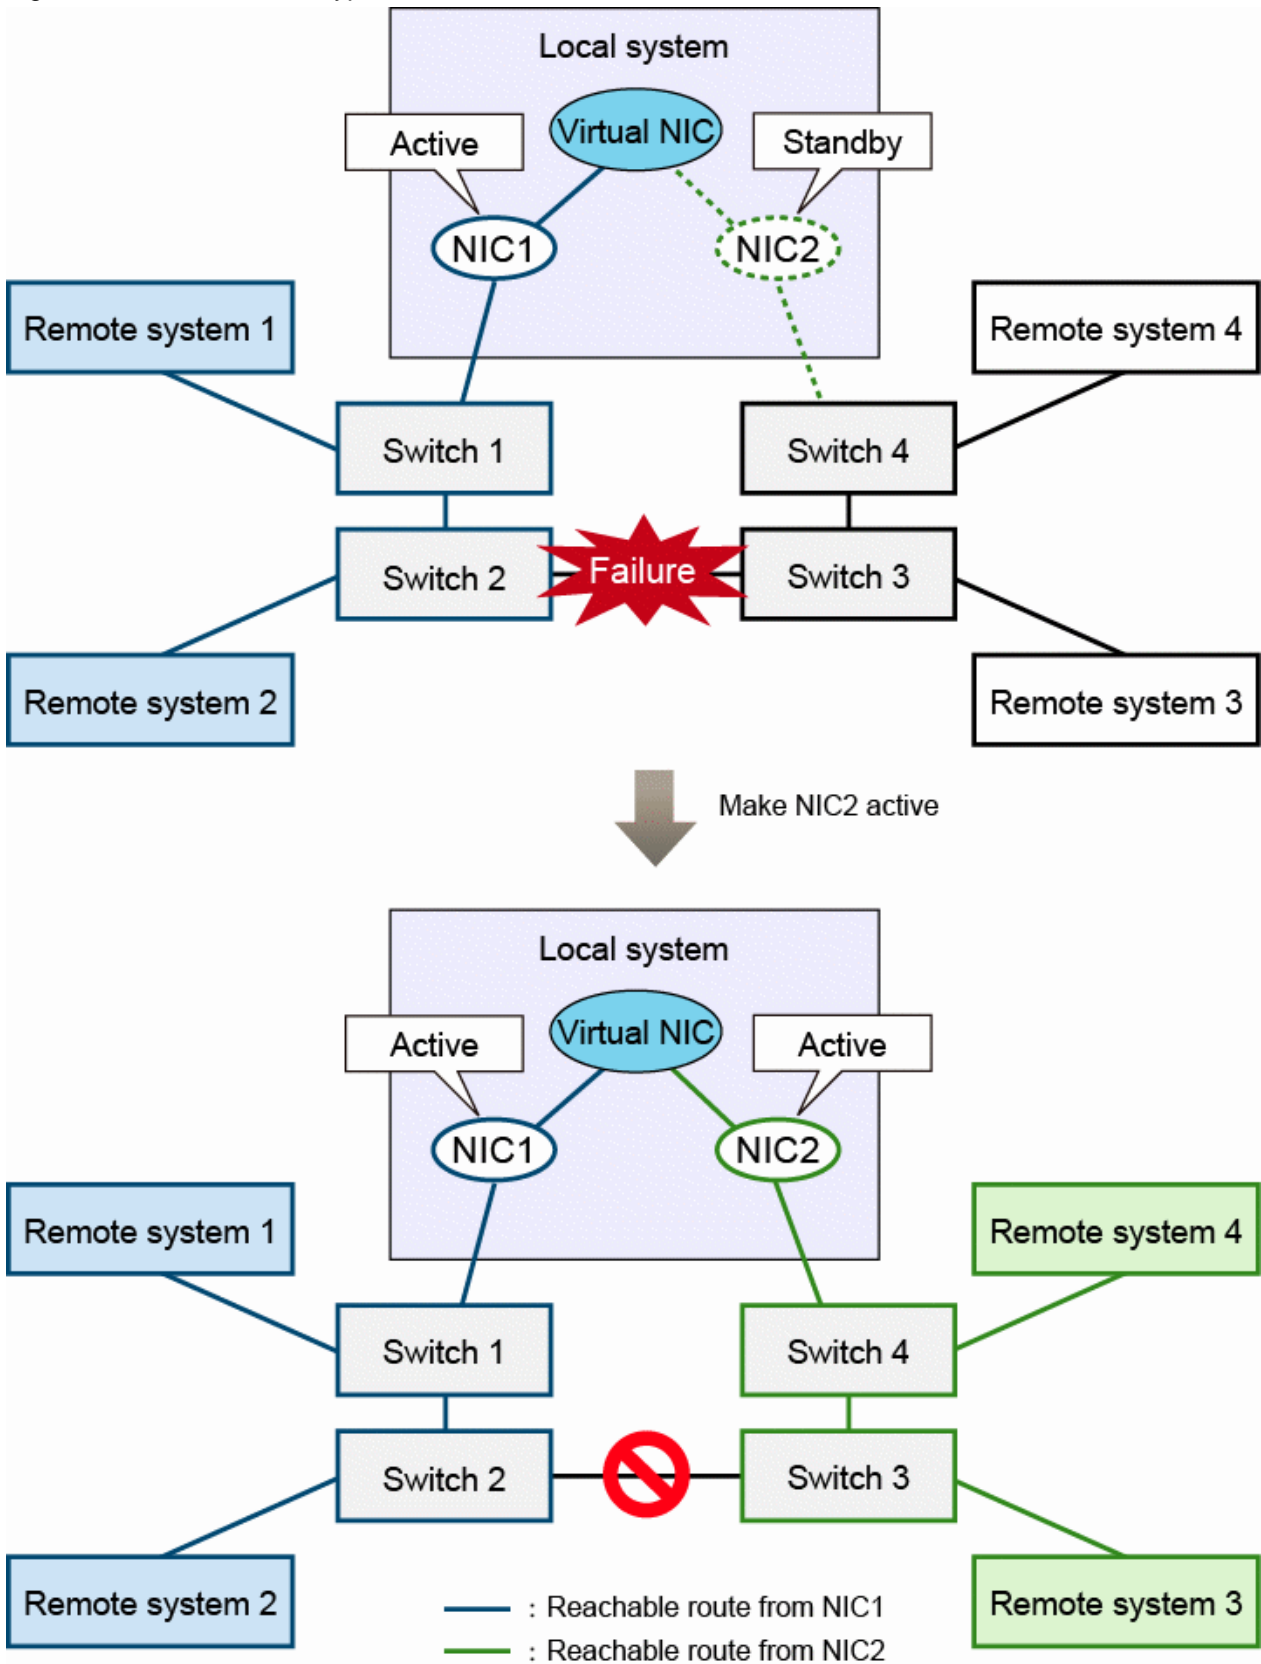 Local system
Virtual NIC
Active
Standby
NIC1
NIC2
Remote system 1
Remote system 4
Switch 1
Switch 4
Switch 2
Failure
Switch 3
Remote system 2
Remote system 3
Make NIC2 active
Local system
Virtual NIC
Active
Active
NIC1
NIC2
Remote system 1
Remote system 4
Switch 1
Switch 4
Switch 2
Switch 3
Remote system 2
Remote system 3
: Reachable route from NIC1
: Reachable route from NIC2